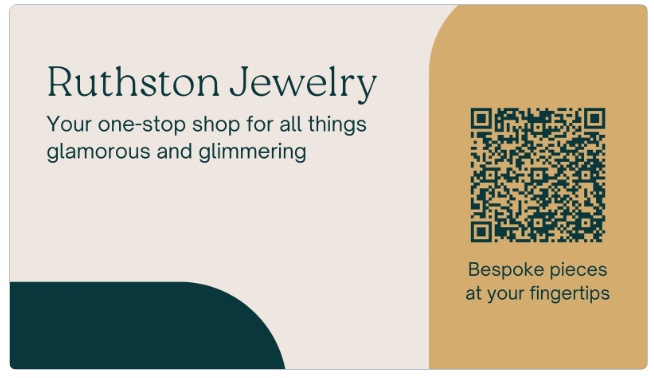 Ruthston Jewelry
Your one-stop shop for all things
glamorous and glimmering
Bespoke pieces
at your fingertips